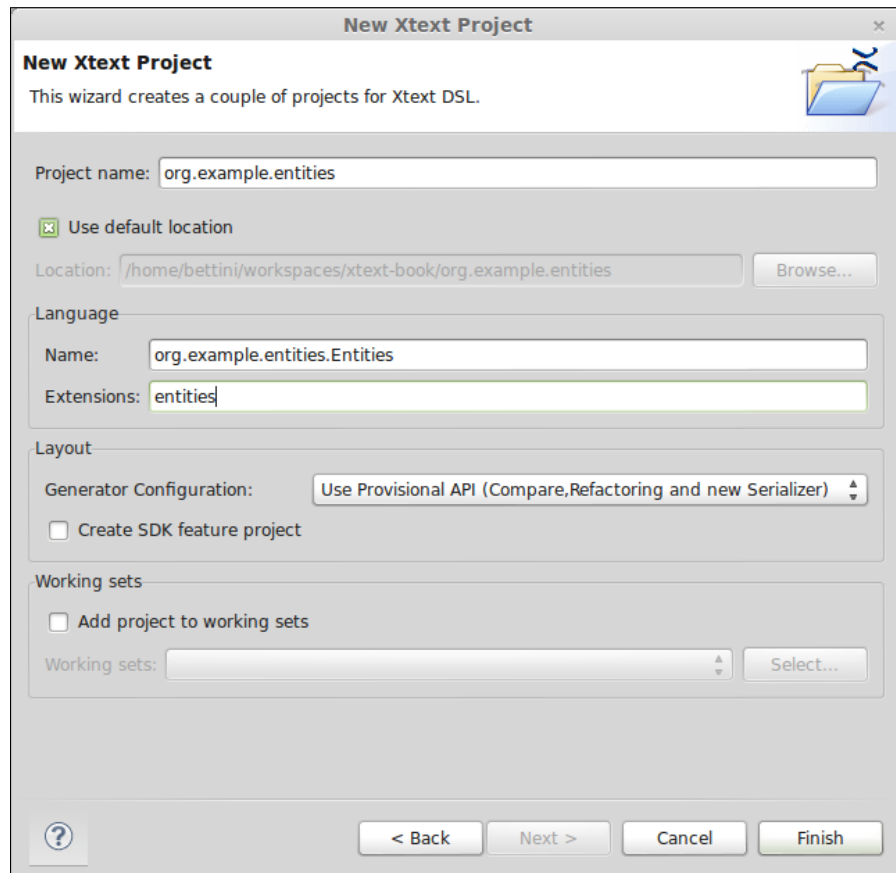 New Xtext Project
New Xtext Project
This wizard creates a couple of projects for Xtext DSL.
Project name: org.example.entities
Use default location
Location: /home/bettini/workspaces/xtext-book/org.example.entities Browse...
Language
Name: org.example.entities.Entities
Extensions: entities
Layout
Generator Configuration: Use Provisional API (Compare,Refactoring and new Serializer)
Create SDK feature project
Working sets
Add project to working sets
Working sets: Select...
? < Back Next > Cancel Finish